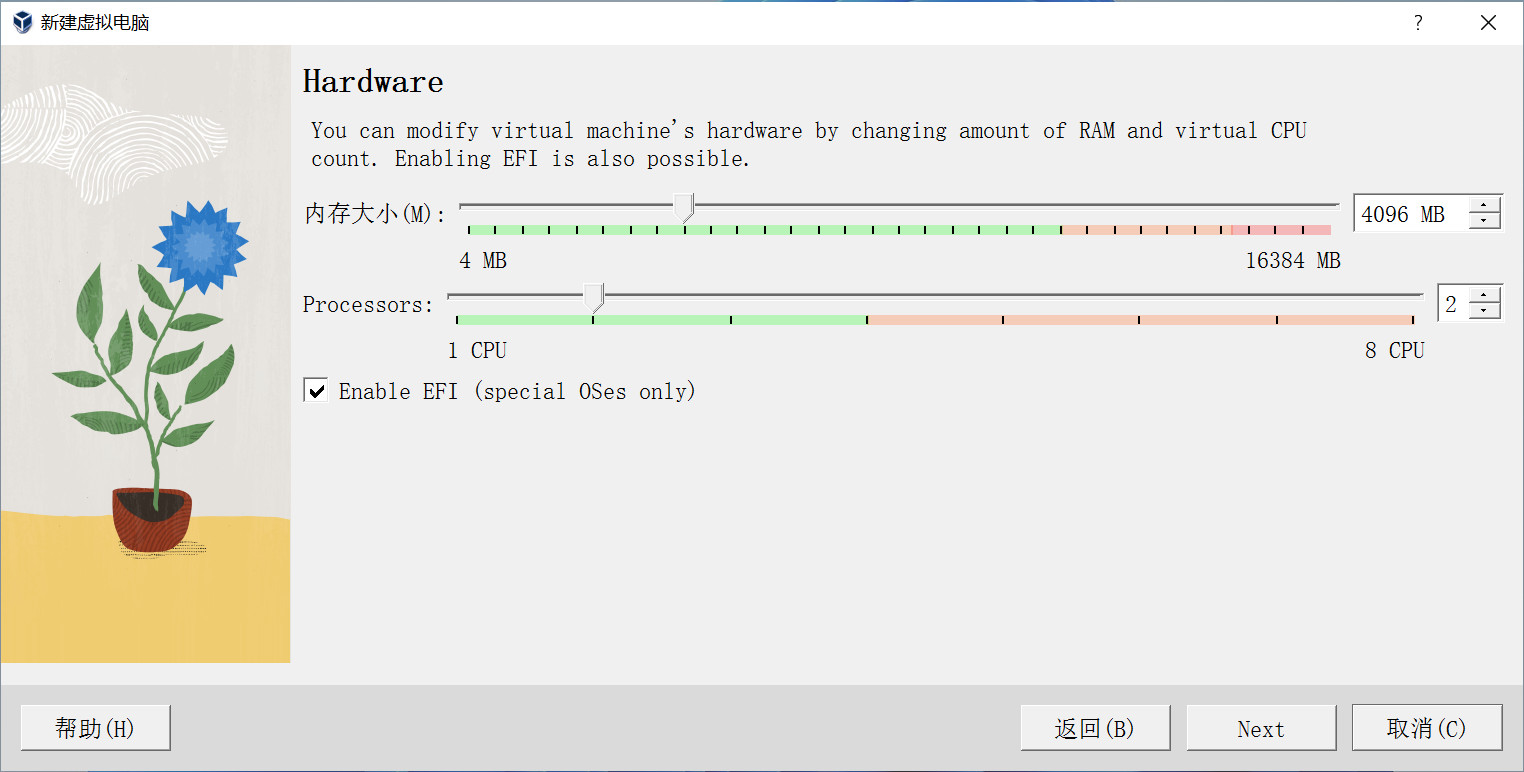 新建虚拟电脑
?
Hardware
You can modify virtual machine's hardware by changing amount of RAM and virtual CPU
count. Enabling EFI is also possible.
内存大小(M):
4096 MB
4 MB
16384 MB
Processors:
2
1 CPU
8 CPU
Enable EFI (special OSes only)
帮助(H)
返回(B)
Next
取消(C)